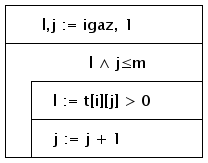 l,j := igaz, 1
l ∧ j≤m
l := t[i][j] > 0
j := j + 1